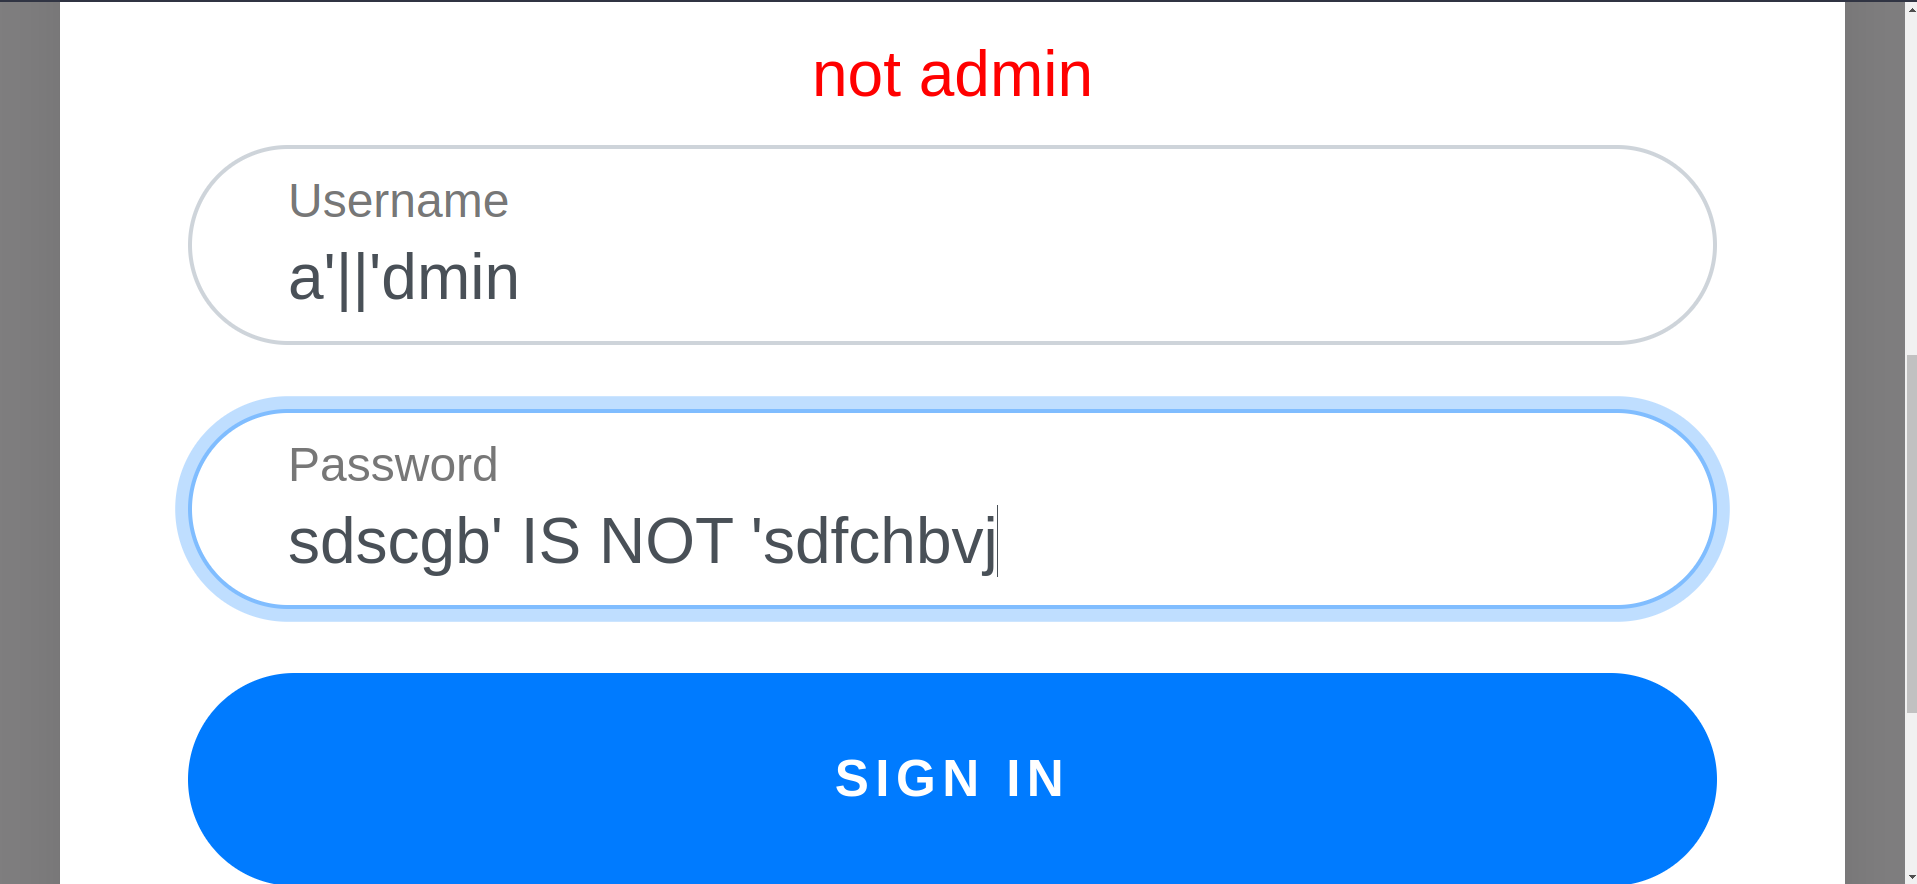 not admin
Username
a'||'dmin
Password
sdscgb' IS NOT 'sdfchbvj
SIGN IN